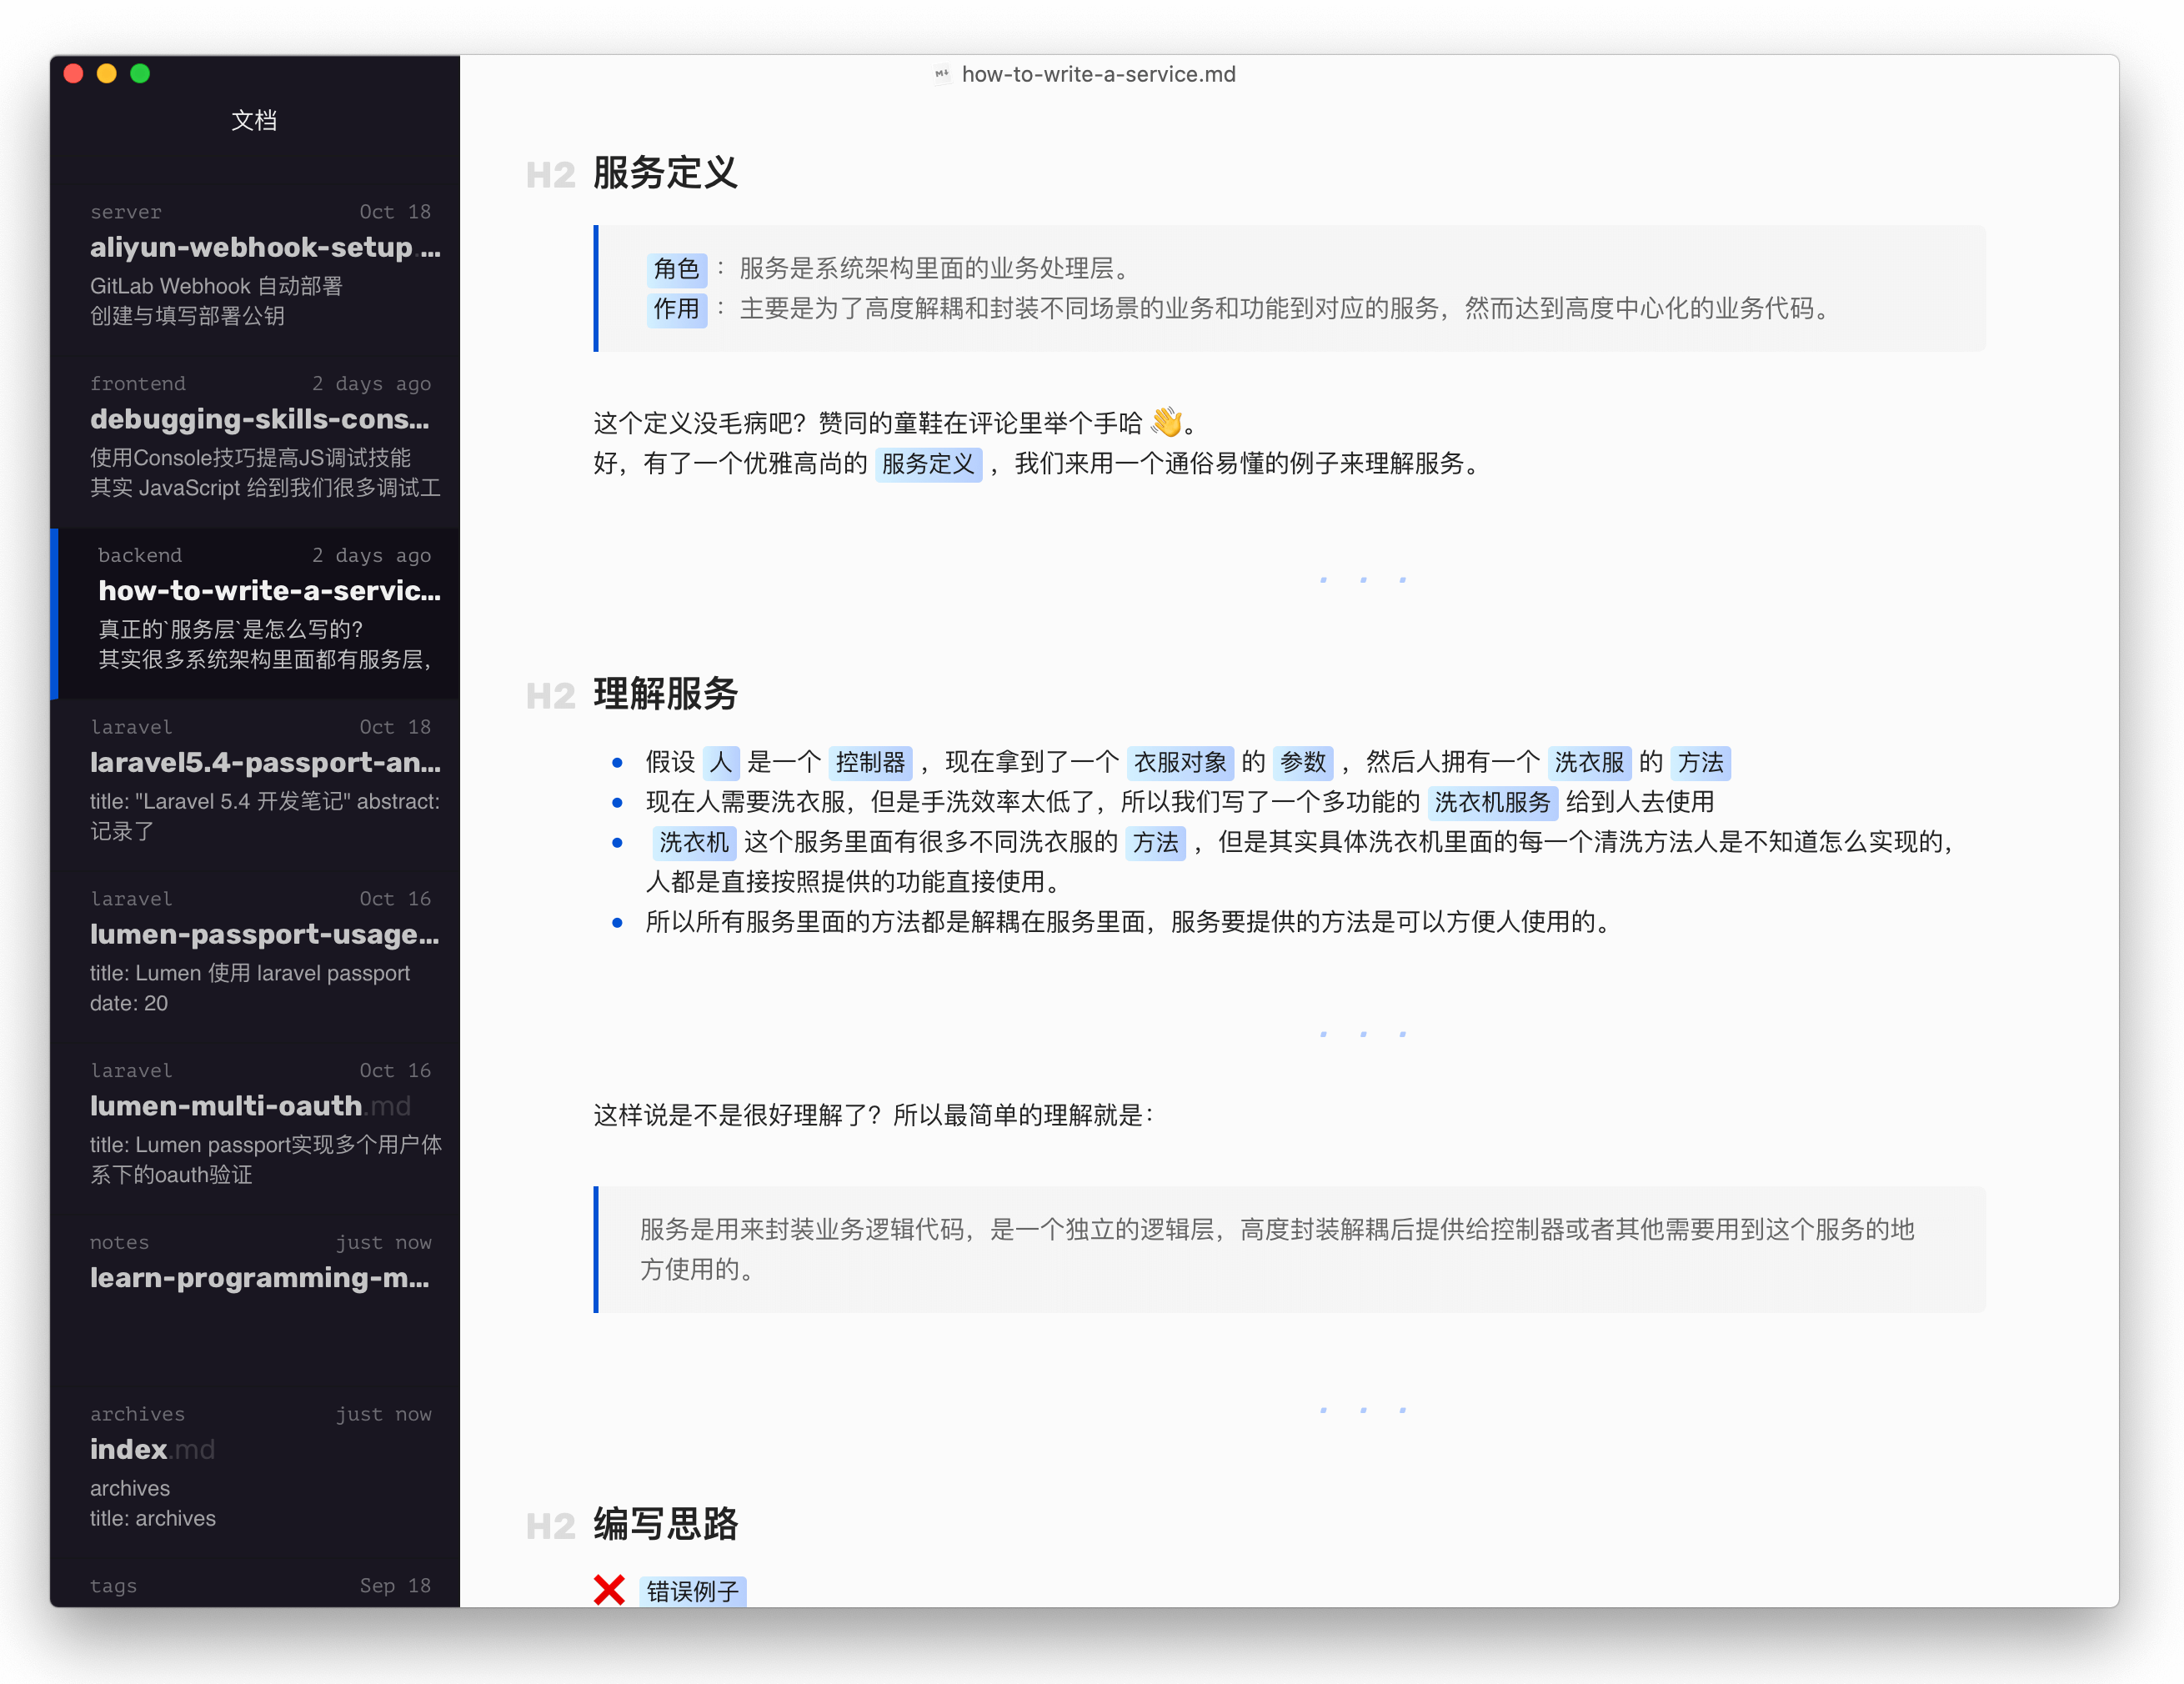 how-to-write-a-service.md
文档
server Oct 18
aliyun-webhook-setup.…
GitLab Webhook 自动部署
创建与填写部署公钥
frontend 2 days ago
debugging-skills-cons…
使用Console技巧提高JS调试技能
其实 JavaScript 给到我们很多调试工
backend 2 days ago
how-to-write-a-servic…
真正的`服务层`是怎么写的?
其实很多系统架构里面都有服务层，
laravel Oct 18
laravel5.4-passport-an…
title: "Laravel 5.4 开发笔记" abstract:
记录了
laravel Oct 16
lumen-passport-usage…
title: Lumen 使用 laravel passport
date: 20
laravel Oct 16
lumen-multi-oauth.md
title: Lumen passport实现多个用户体
系下的oauth验证
notes just now
learn-programming-m…
archives just now
index.md
archives
title: archives
tags Sep 18
H2 服务定义
角色 ：服务是系统架构里面的业务处理层。
作用 ：主要是为了高度解耦和封装不同场景的业务和功能到对应的服务，然而达到高度中心化的业务代码。
这个定义没毛病吧？赞同的童鞋在评论里举个手哈 👋。
好，有了一个优雅高尚的 服务定义 ，我们来用一个通俗易懂的例子来理解服务。
· · ·
H2 理解服务
• 假设 人 是一个 控制器 ，现在拿到了一个 衣服对象 的 参数 ，然后人拥有一个 洗衣服 的 方法
• 现在人需要洗衣服，但是手洗效率太低了，所以我们写了一个多功能的 洗衣机服务 给到人去使用
• 洗衣机 这个服务里面有很多不同洗衣服的 方法 ，但是其实具体洗衣机里面的每一个清洗方法人是不知道怎么实现的，
人都是直接按照提供的功能直接使用。
• 所以所有服务里面的方法都是解耦在服务里面，服务要提供的方法是可以方便人使用的。
· · ·
这样说是不是很好理解了？所以最简单的理解就是：
服务是用来封装业务逻辑代码，是一个独立的逻辑层，高度封装解耦后提供给控制器或者其他需要用到这个服务的地
方使用的。
· · ·
H2 编写思路
❌ 错误例子